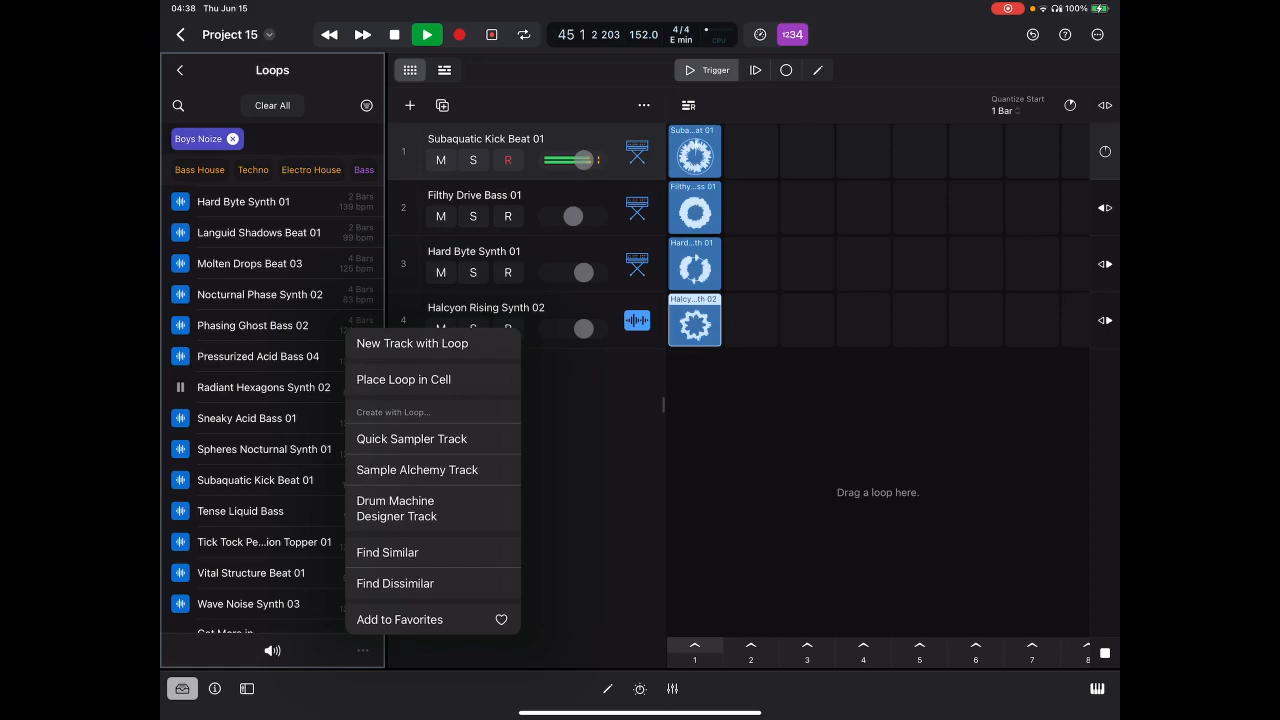 04:38 Thu Jun 15
100%
Project 15
45 1 2 203
152.0
4/4
E min
CPU
1234
Loops
Trigger
Clear All
Quantize Start
1 Bar
Boys Noize
Bass House
Techno
Electro House
Bass
Hard Byte Synth 01
2 Bars
139 bpm
Languid Shadows Beat 01
2 Bars
99 bpm
Molten Drops Beat 03
4 Bars
125 bpm
Nocturnal Phase Synth 02
4 Bars
83 bpm
Phasing Ghost Bass 02
Pressurized Acid Bass 04
Radiant Hexagons Synth 02
Sneaky Acid Bass 01
Spheres Nocturnal Synth 01
Subaquatic Kick Beat 01
Tense Liquid Bass
Tick Tock Pe...ion Topper 01
Vital Structure Beat 01
Wave Noise Synth 03
1
Subaquatic Kick Beat 01
M S R
2
Filthy Drive Bass 01
M S R
3
Hard Byte Synth 01
M S R
4
Halcyon Rising Synth 02
Suba...at 01
Filthy...ss 01
Hard...th 01
Halcy...th 02
New Track with Loop
Place Loop in Cell
Create with Loop...
Quick Sampler Track
Sample Alchemy Track
Drum Machine
Designer Track
Find Similar
Find Dissimilar
Add to Favorites
Drag a loop here.
1 2 3 4 5 6 7 8